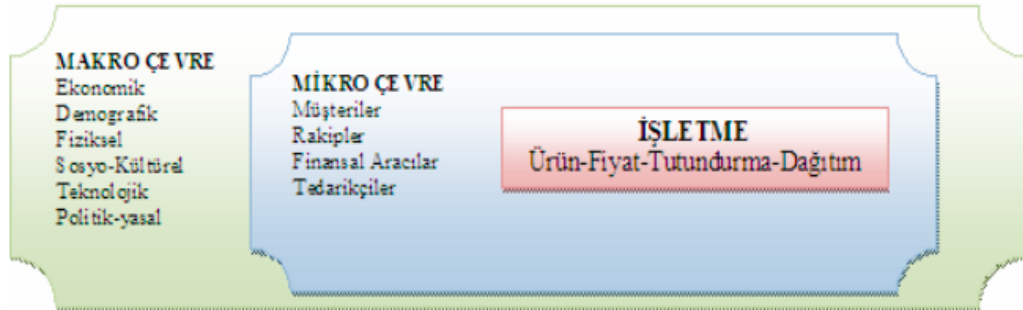 MAKRO ÇEVRE
Ekonomik
Demografik
Fiziksel
Sosyo-Kültürel
Teknolojik
Politik-yasal
MİKRO ÇEVRE
Müşteriler
Rakipler
Finansal Aracılar
Tedarikçiler
İŞLETME
Ürün-Fiyat-Tutundurma-Dağıtım